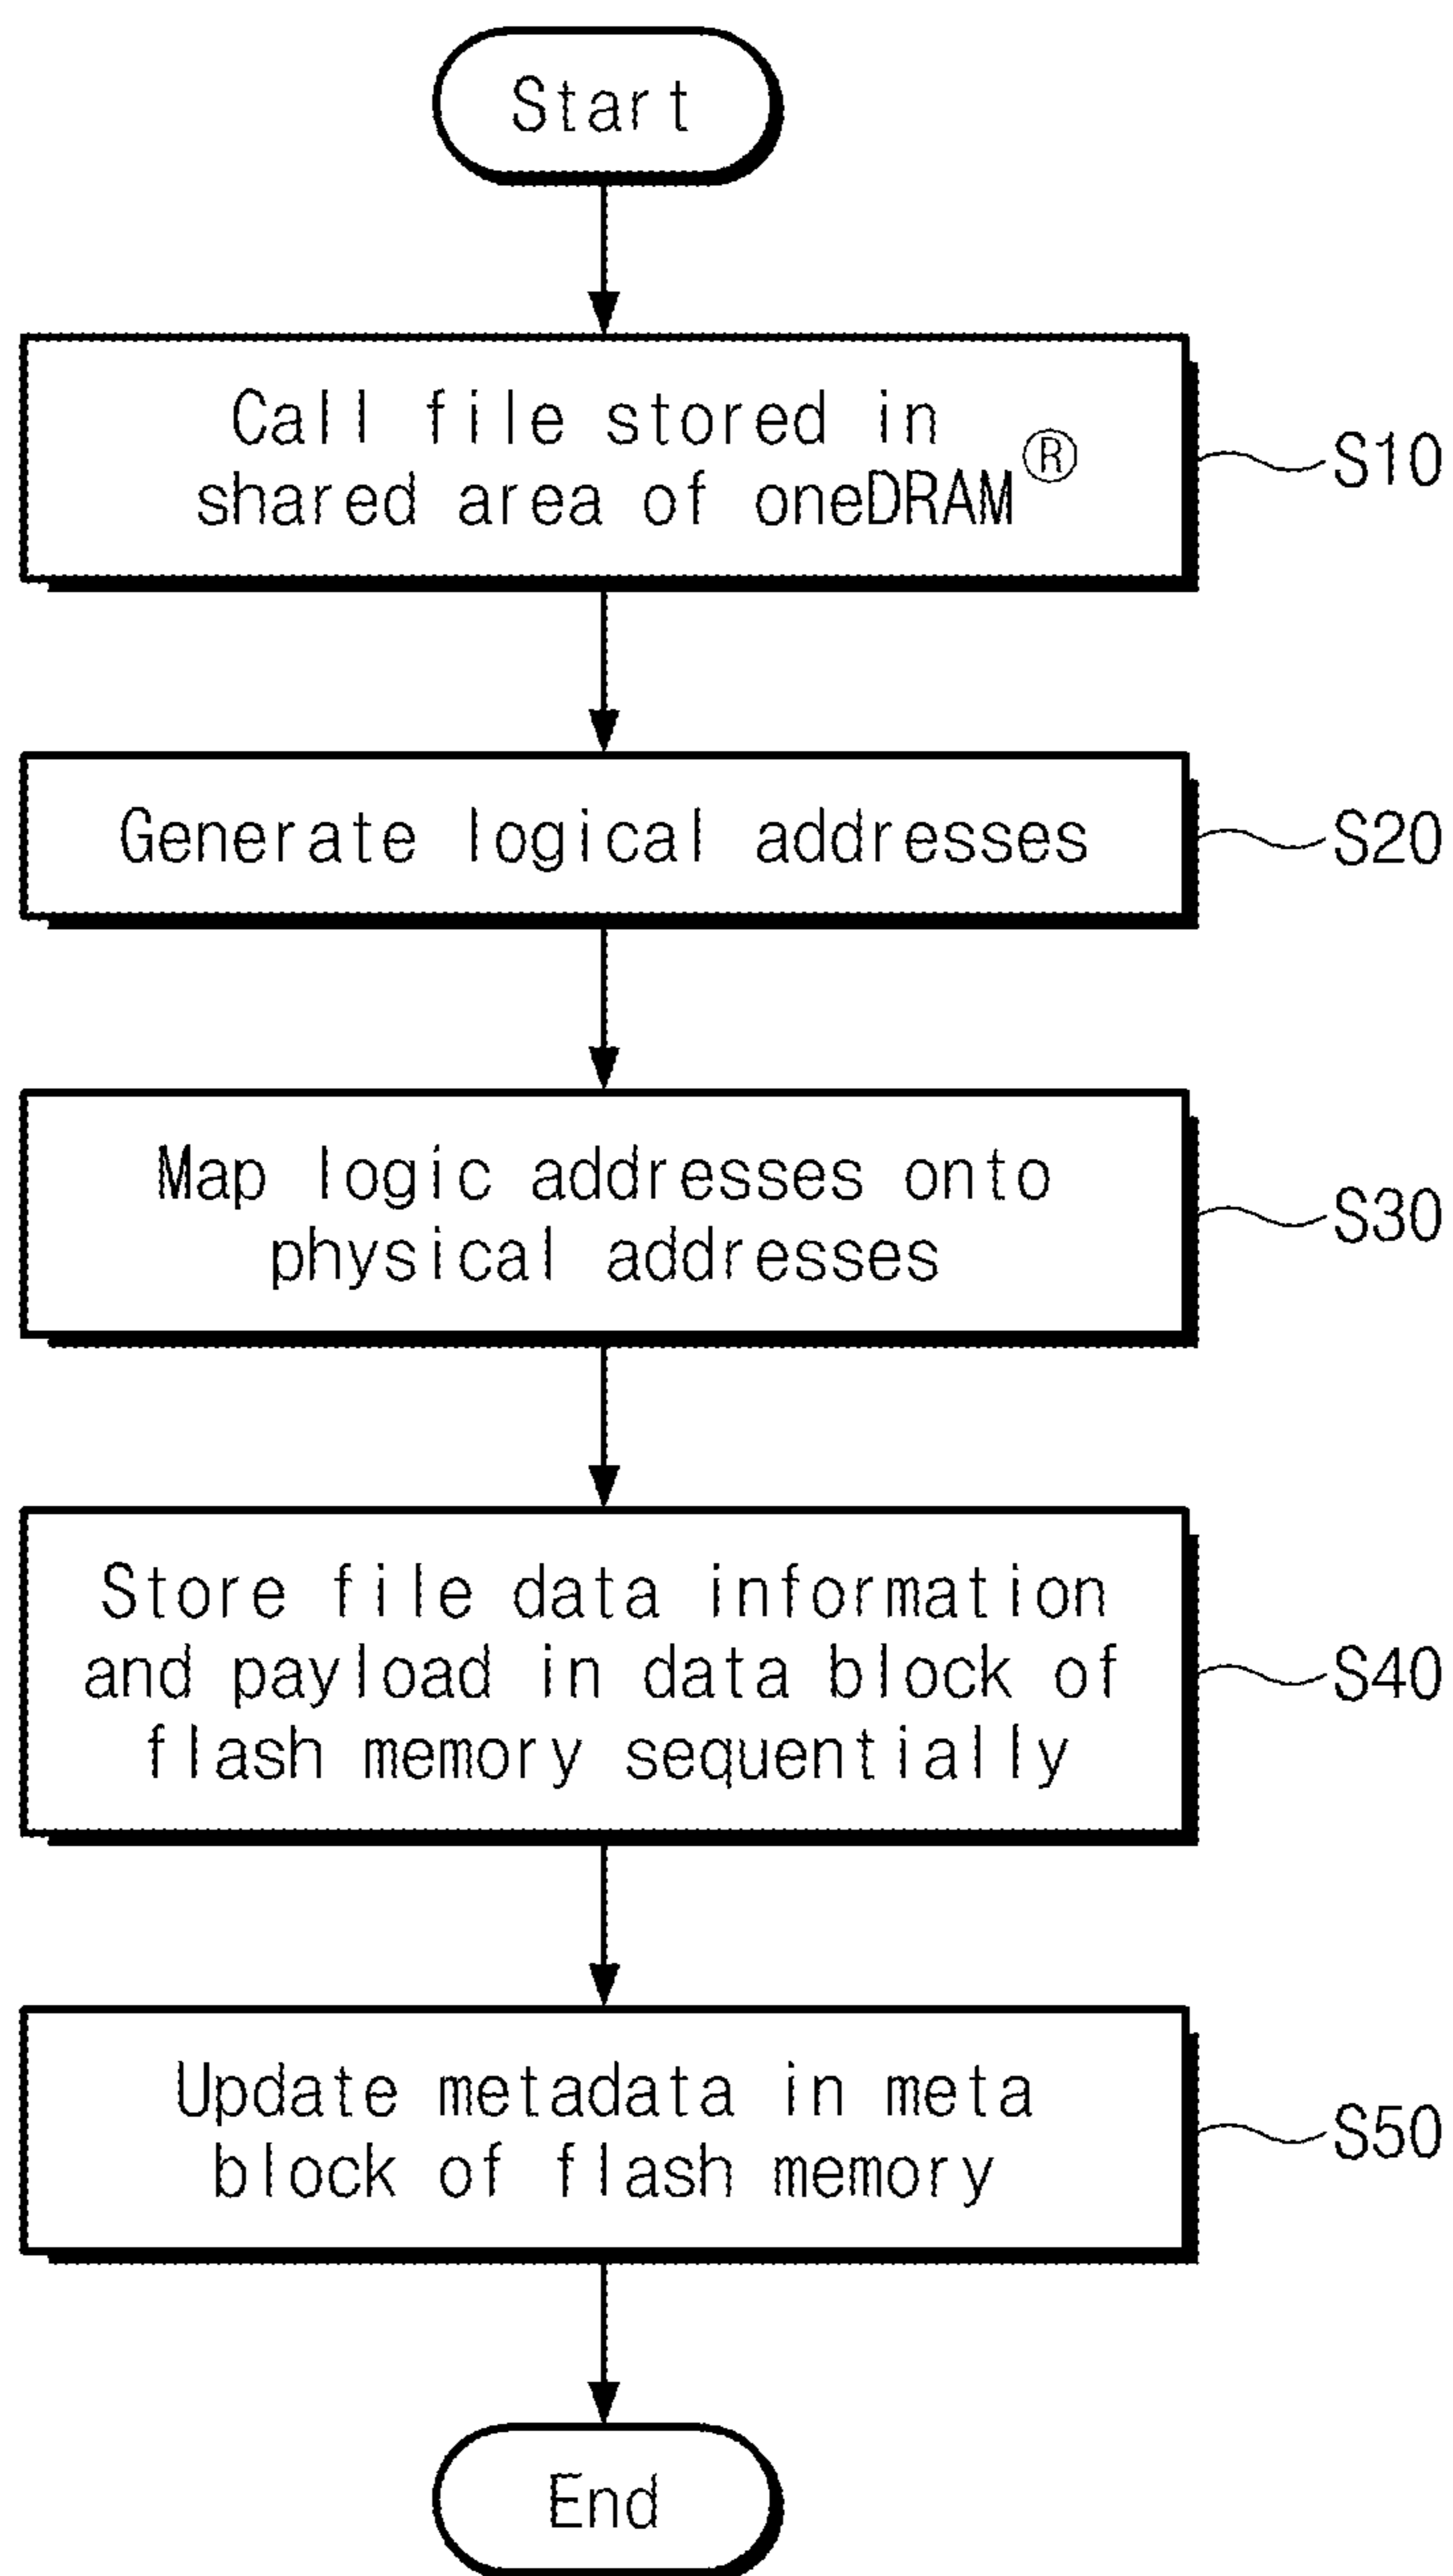 Start
Call file stored in
shared area of oneDRAM®
S10
Generate logical addresses
S20
Map logic addresses onto
physical addresses
S30
Store file data information
and payload in data block of
flash memory sequentially
S40
Update metadata in meta
block of flash memory
S50
End